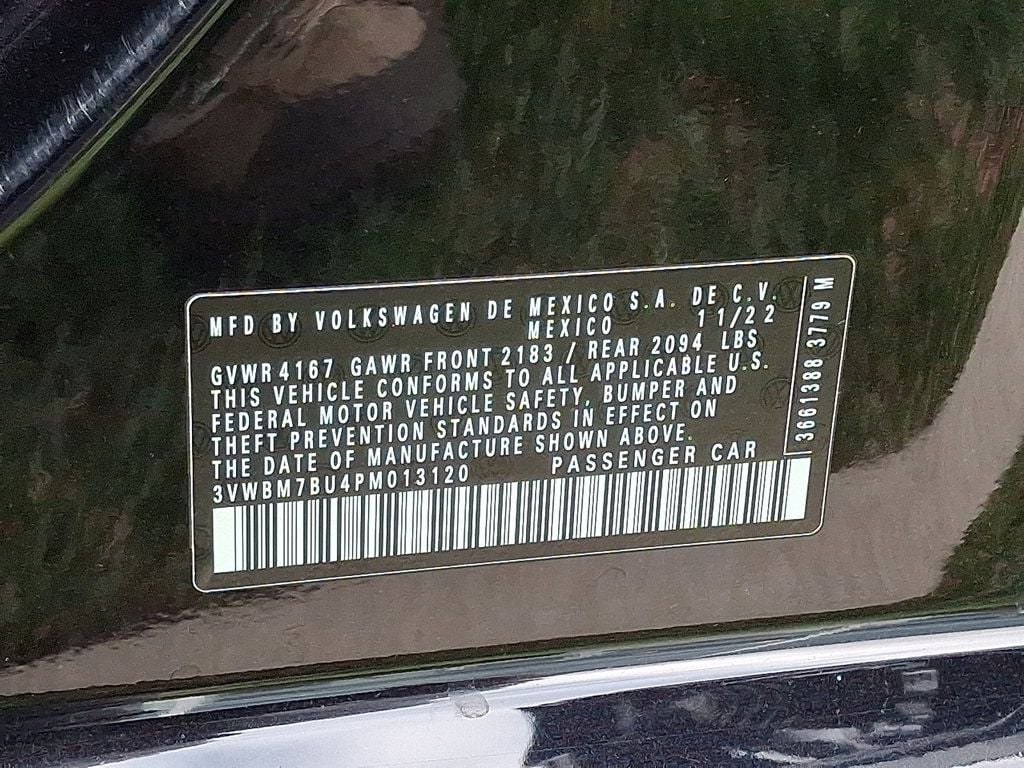 MFD BY VOLKSWAGEN DE MEXICO S.A. DE C.V.
MEXICO 11/22
GVWR 4167 GAWR FRONT 2183 / REAR 2094 LBS
THIS VEHICLE CONFORMS TO ALL APPLICABLE U.S.
FEDERAL MOTOR VEHICLE SAFETY, BUMPER AND
THEFT PREVENTION STANDARDS IN EFFECT ON
THE DATE OF MANUFACTURE SHOWN ABOVE.
3VWBM7BU4PM013120 PASSENGER CAR
3661388 3779 M